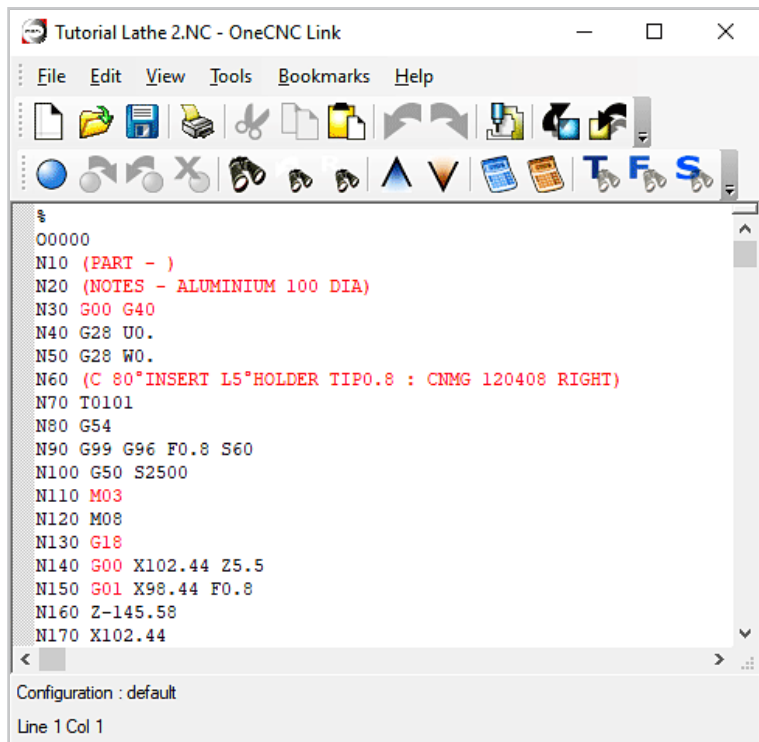 Tutorial Lathe 2.NC - OneCNC Link
File Edit View Tools Bookmarks Help
T F S
%
O0000
N10 (PART - )
N20 (NOTES - ALUMINIUM 100 DIA)
N30 G00 G40
N40 G28 U0.
N50 G28 W0.
N60 (C 80°INSERT L5°HOLDER TIP0.8 : CNMG 120408 RIGHT)
N70 T0101
N80 G54
N90 G99 G96 F0.8 S60
N100 G50 S2500
N110 M03
N120 M08
N130 G18
N140 G00 X102.44 Z5.5
N150 G01 X98.44 F0.8
N160 Z-145.58
N170 X102.44
Configuration : default
Line 1 Col 1